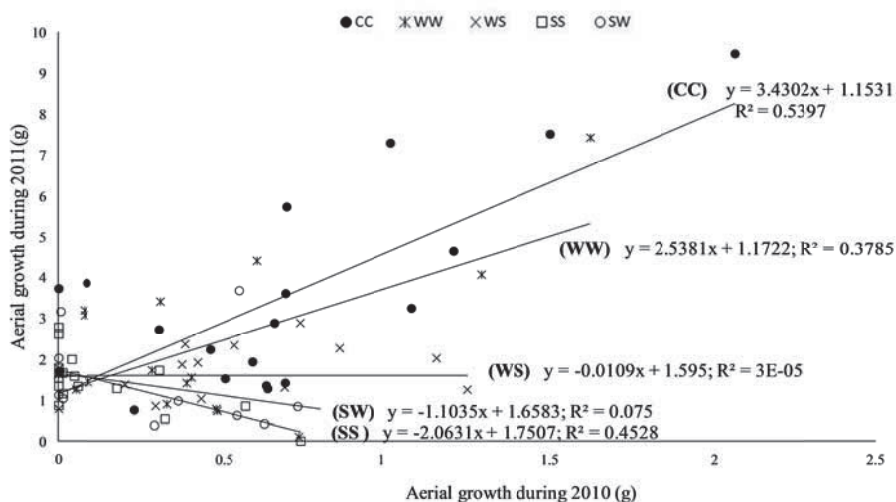 CC WW WS SS SW
10
9
8
7
6
5
4
3
2
1
0
Aerial growth during 2011(g)
(CC) y = 3.4302x + 1.1531
R² = 0.5397
(WW) y = 2.5381x + 1.1722; R² = 0.3785
(WS) y = -0.0109x + 1.595; R² = 3E-05
(SW) y = -1.1035x + 1.6583; R² = 0.075
(SS ) y = -2.0631x + 1.7507; R² = 0.4528
0 0.5 1 1.5 2 2.5
Aerial growth during 2010 (g)